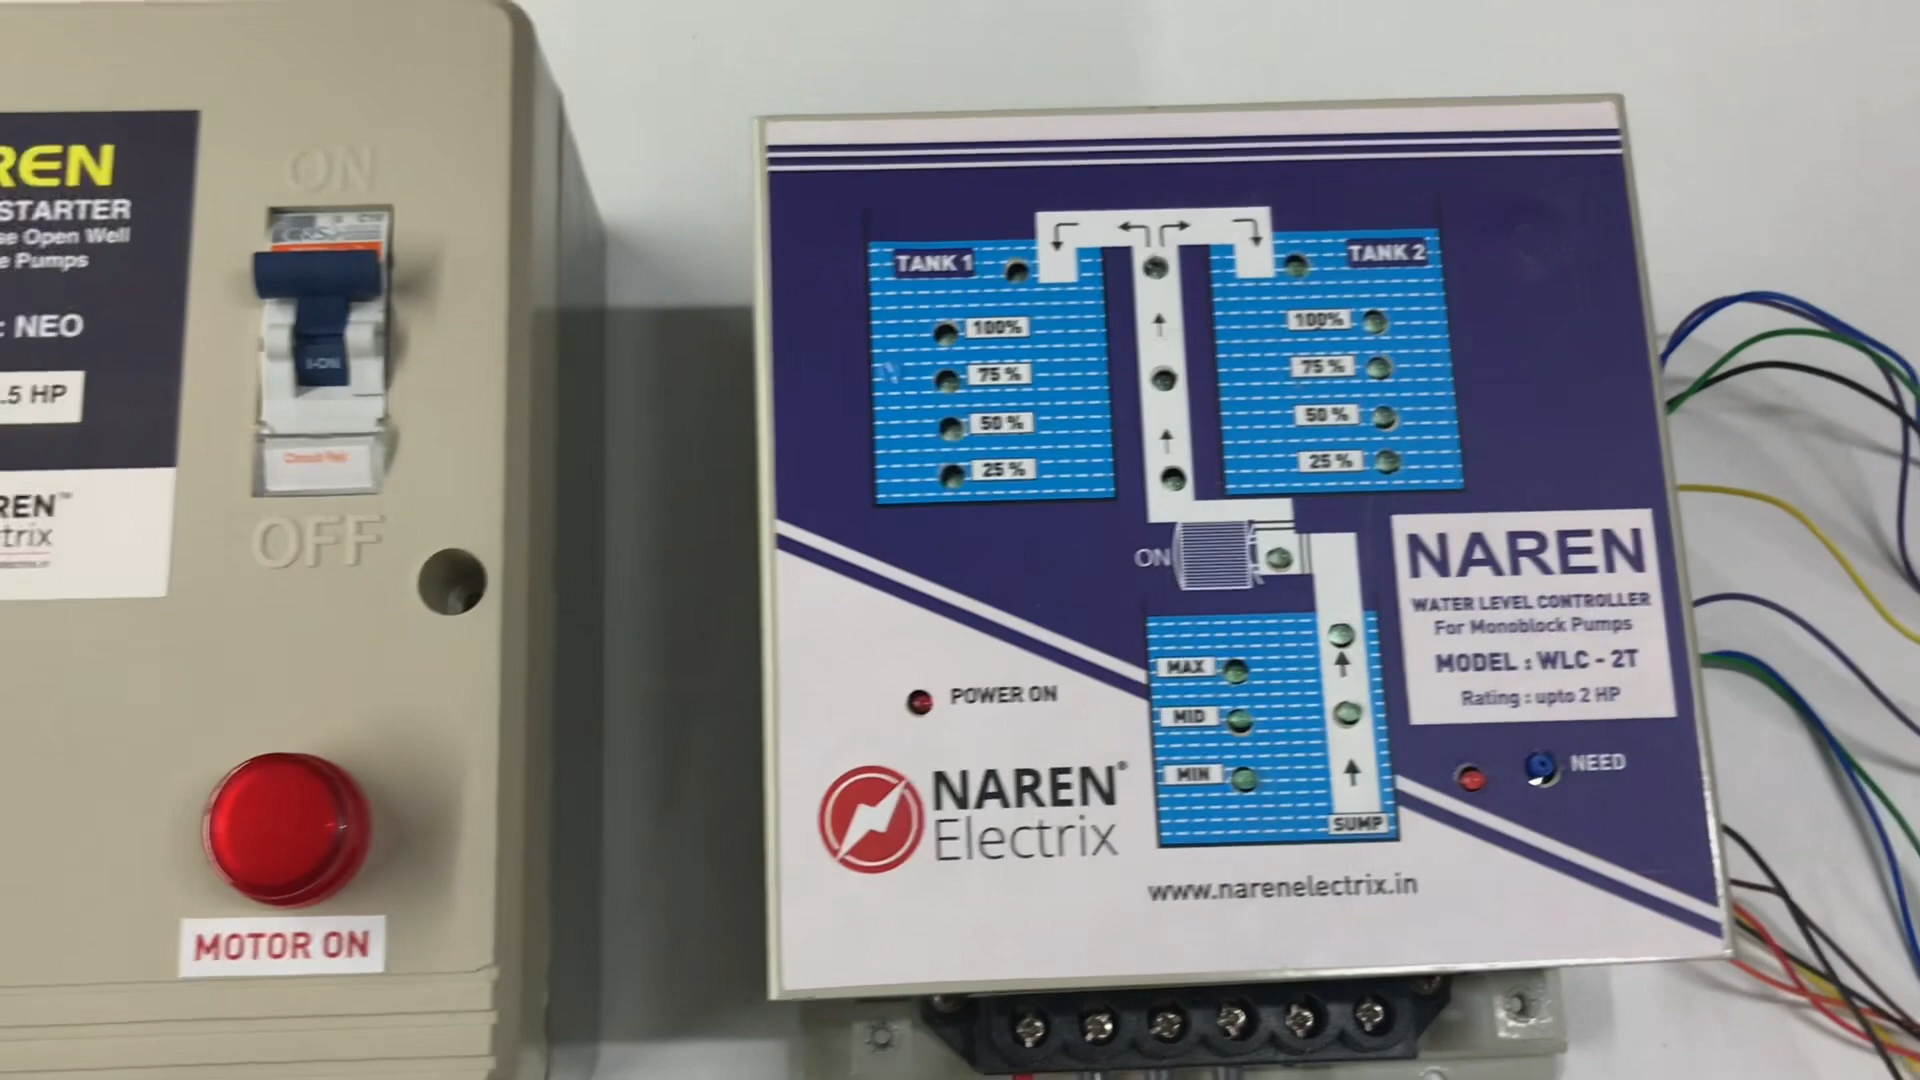 REN
STARTER
se Open Well
e Pumps
: NEO
.5 HP
REN™
trix
ON
C&S
I-ON
OFF
MOTOR ON
TANK 1
100%
75 %
50 %
25 %
TANK 2
100%
75 %
50 %
25 %
ON
MAX
MID
MIN
SUMP
NAREN
WATER LEVEL CONTROLLER
For Monoblock Pumps
MODEL : WLC - 2T
Rating : upto 2 HP
NEED
POWER ON
NAREN®
Electrix
www.narenelectrix.in